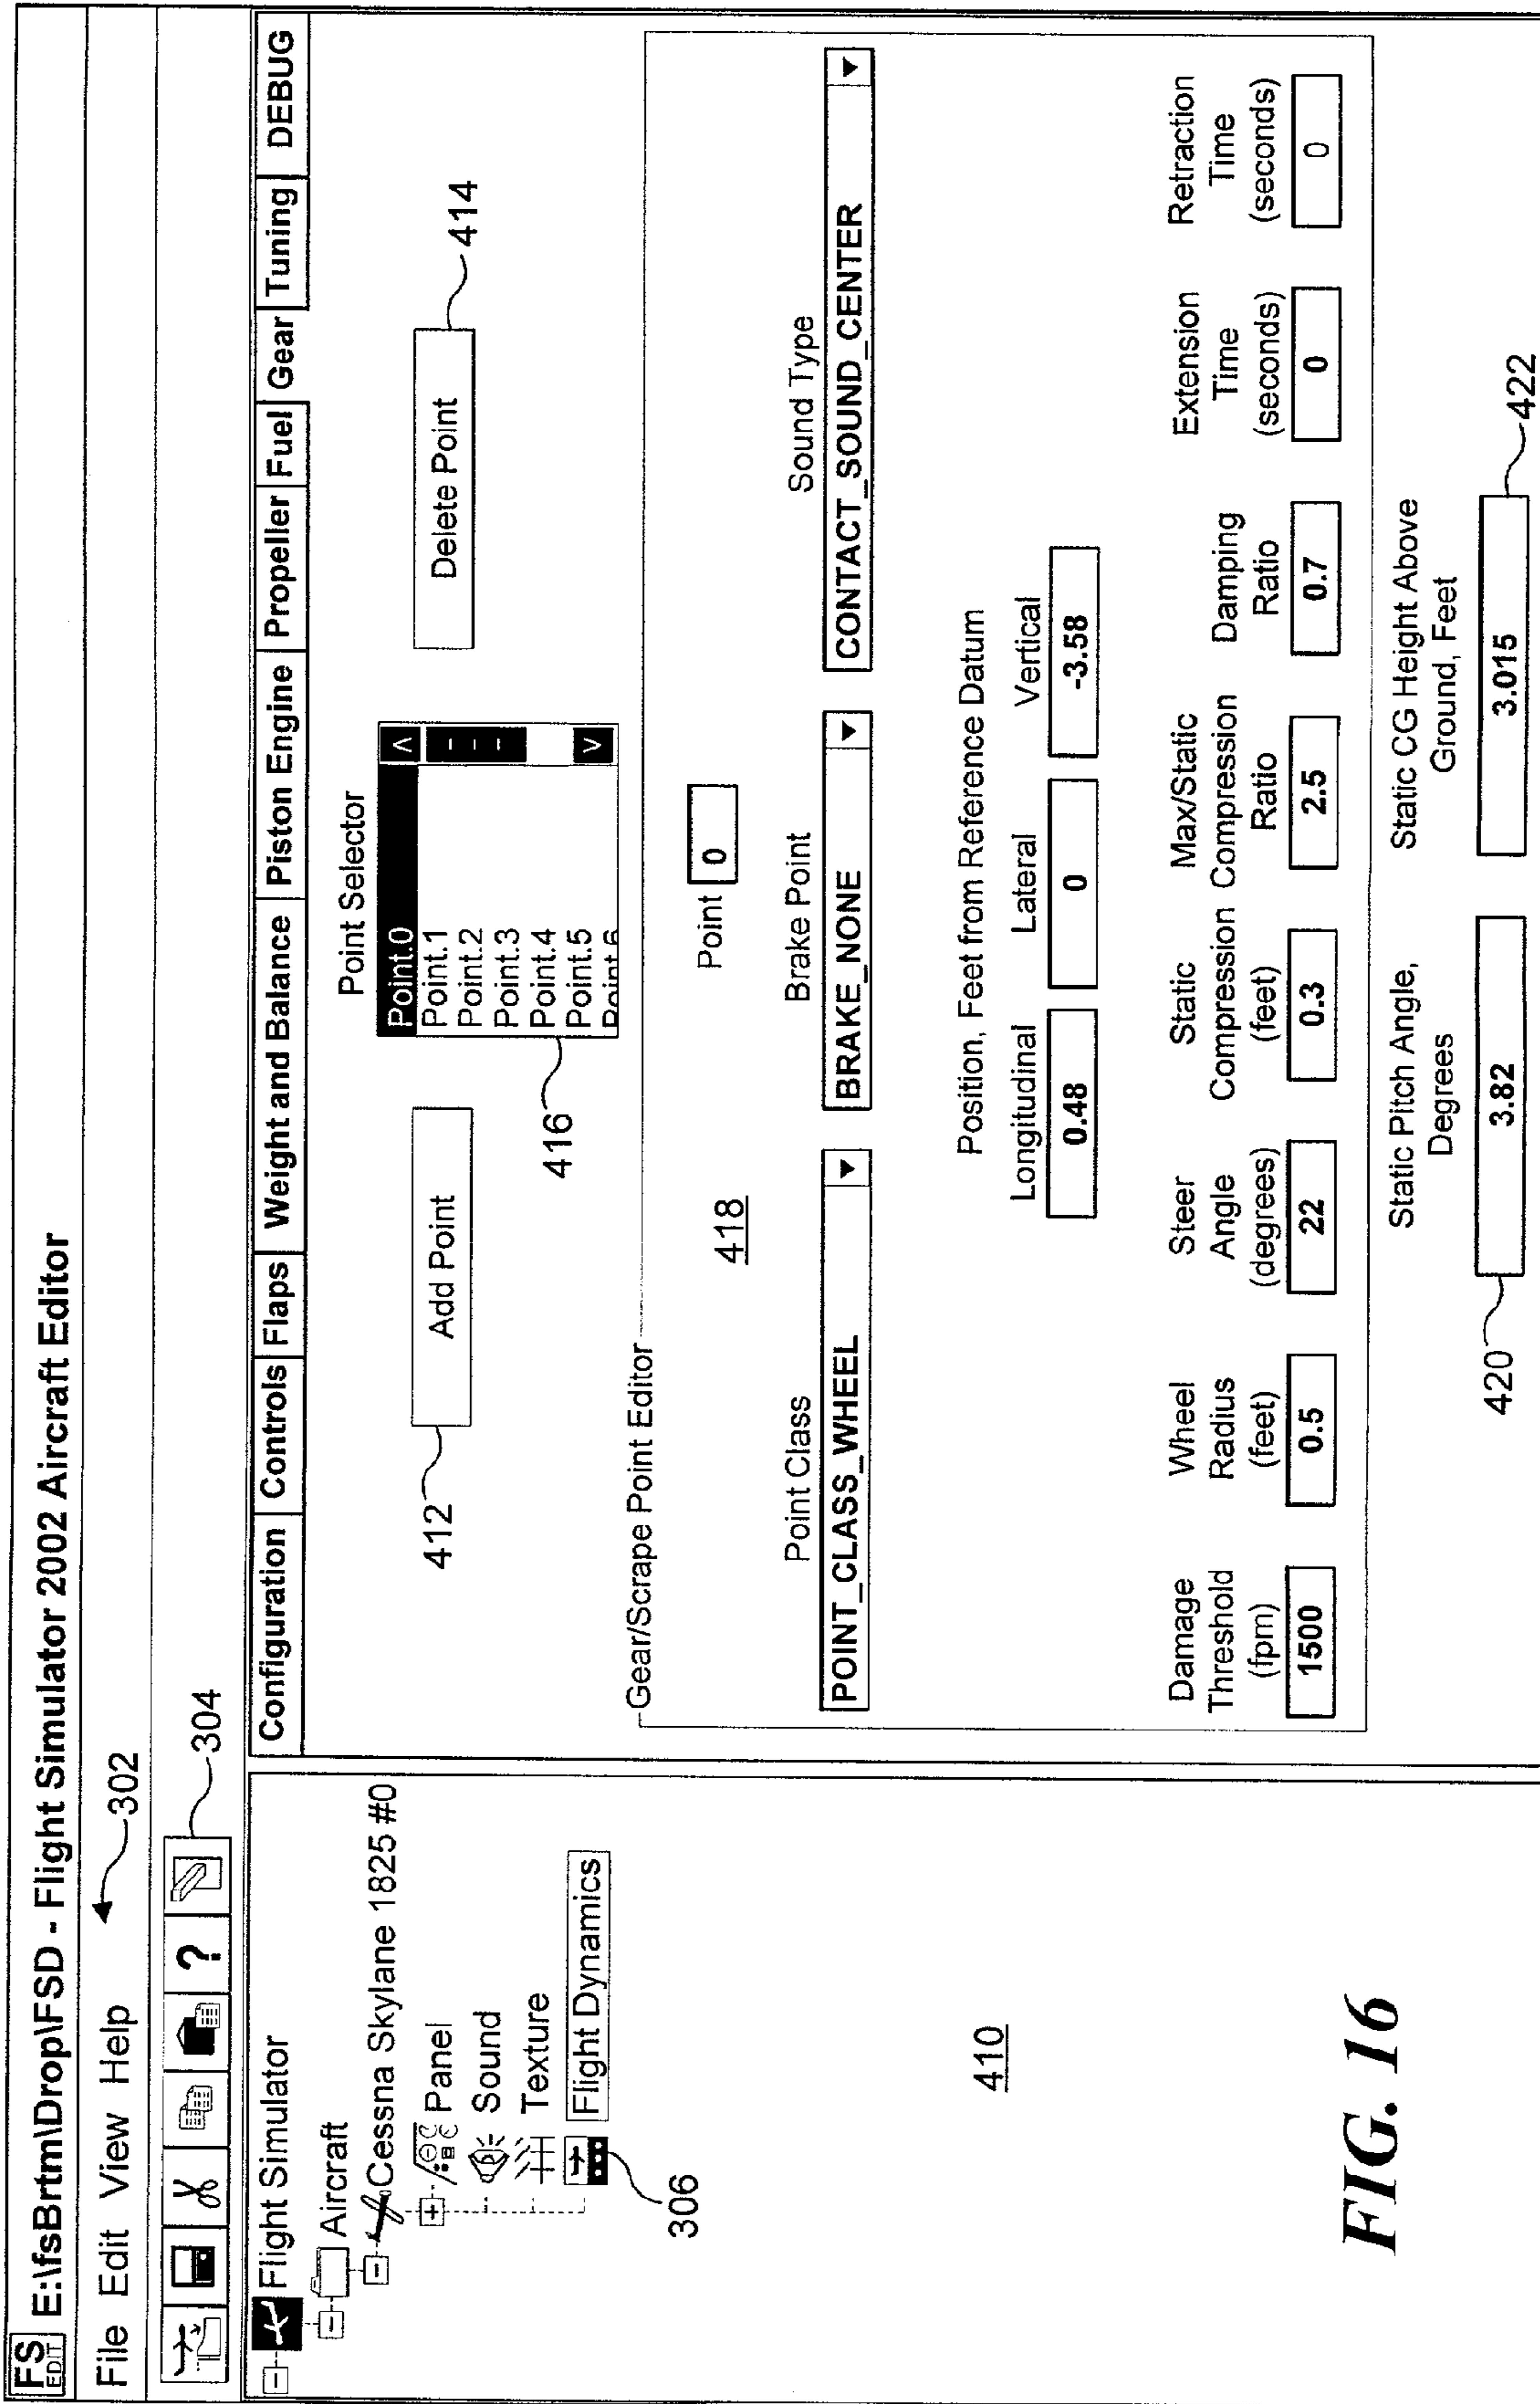 FS EDIT E:\fsBrtm\Drop\FSD - Flight Simulator 2002 Aircraft Editor
File Edit View Help
302
304
?
Flight Simulator
Aircraft
Cessna Skylane 1825 #0
Panel
Sound
Texture
Flight Dynamics
306
410
Configuration Controls Flaps Weight and Balance Piston Engine Propeller Fuel Gear Tuning DEBUG
Point Selector
412
Add Point
Point.0
Point.1
Point.2
Point.3
Point.4
Point.5
Point.6
416
Delete Point
414
Gear/Scrape Point Editor
418
Point 0
Point Class
POINT_CLASS_WHEEL
Brake Point
BRAKE_NONE
Sound Type
CONTACT_SOUND_CENTER
Position, Feet from Reference Datum
Longitudinal Lateral Vertical
0.48 0 -3.58
Damage Threshold (fpm)
1500
Wheel Radius (feet)
0.5
Steer Angle (degrees)
22
Static Compression (feet)
0.3
Max/Static Compression Ratio
2.5
Damping Ratio
0.7
Extension Time (seconds)
0
Retraction Time (seconds)
0
Static Pitch Angle, Degrees
3.82
420
Static CG Height Above Ground, Feet
3.015
422
FIG. 16